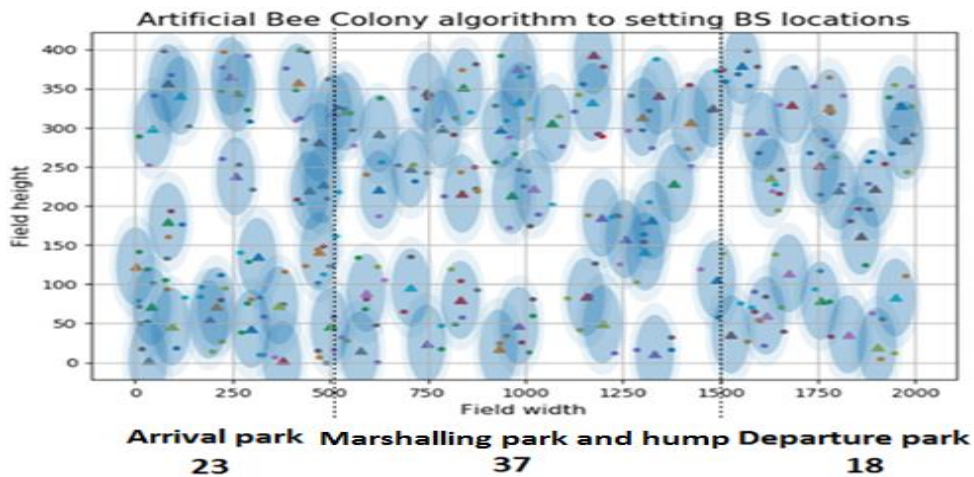 Artificial Bee Colony algorithm to setting BS locations
400
350
300
250
200
150
100
50
0
Field height
0 250 500 750 1000 1250 1500 1750 2000
Field width
Arrival park Marshalling park and hump Departure park
23 37 18